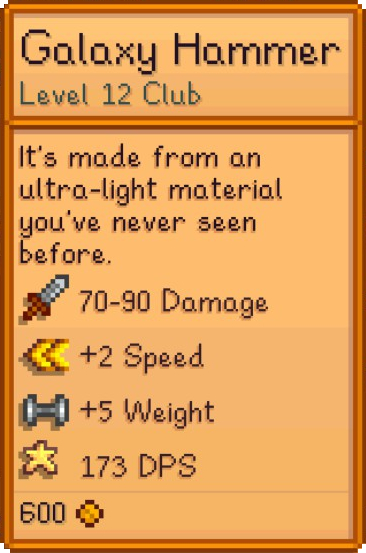 Galaxy Hammer
Level 12 Club
It's made from an
ultra-light material
you've never seen
before.
70-90 Damage
+2 Speed
+5 Weight
173 DPS
600